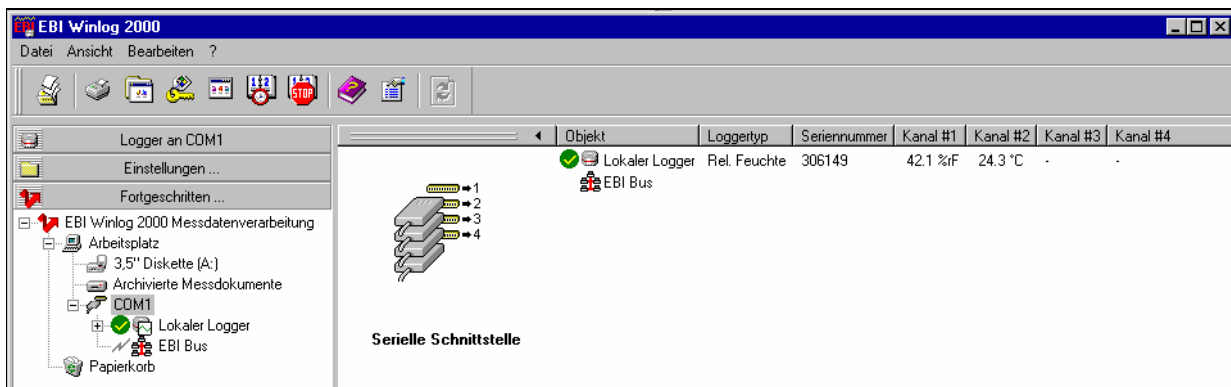 EBI Winlog 2000
Datei Ansicht Bearbeiten ?
Logger an COM1
Einstellungen ...
Fortgeschritten ...
EBI Winlog 2000 Messdatenverarbeitung
Arbeitsplatz
3,5'' Diskette (A:)
Archivierte Messdokumente
COM1
Lokaler Logger
EBI Bus
Papierkorb
1
2
3
4
Serielle Schnittstelle
Objekt Loggertyp Seriennummer Kanal #1 Kanal #2 Kanal #3 Kanal #4
Lokaler Logger Rel. Feuchte 306149 42.1 %rF 24.3 °C - -
EBI Bus